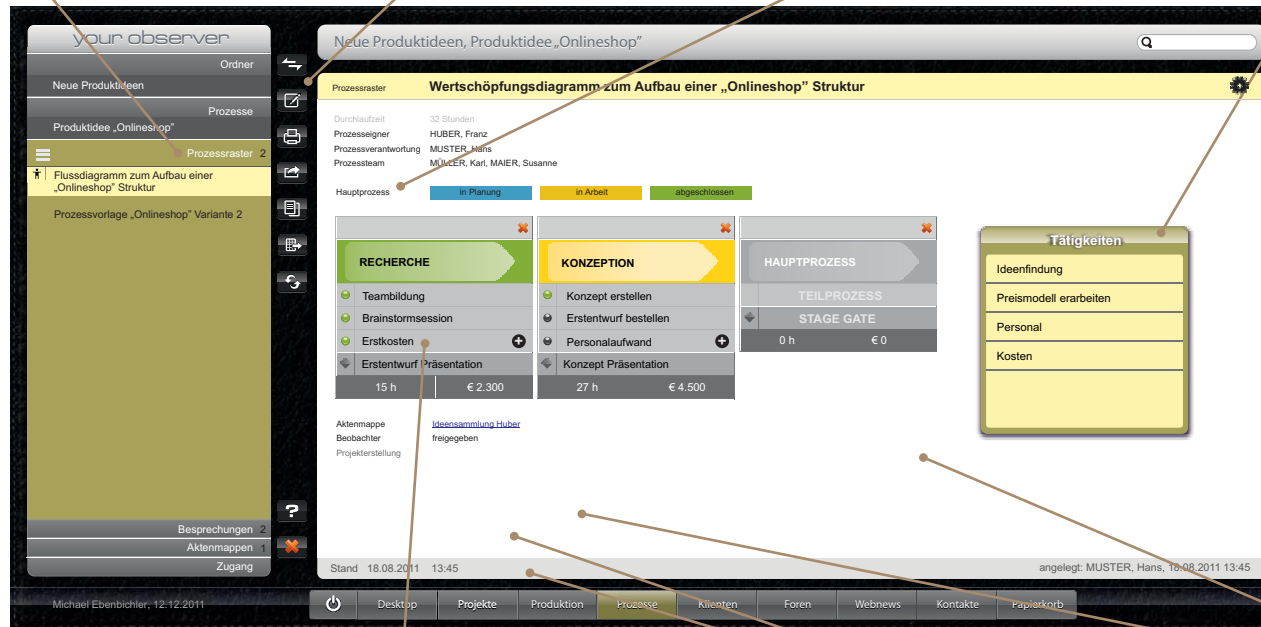 your observer
Ordner
Neue Produktideen
Prozesse
Produktidee „Onlineshop"
Prozessraster 2
Flussdiagramm zum Aufbau einer
„Onlineshop" Struktur
Prozessvorlage „Onlineshop" Variante 2
Besprechungen 2
Aktenmappen 1
Zugang
?
Neue Produktideen, Produktidee „Onlineshop"
Prozessraster Wertschöpfungsdiagramm zum Aufbau einer „Onlineshop" Struktur
Durchlaufzeit 32 Stunden
Prozesseigner HUBER, Franz
Prozessverantwortung MUSTER, Hans
Prozessteam MÜLLER, Karl, MAIER, Susanne
Hauptprozess in Planung in Arbeit abgeschlossen
RECHERCHE
Teambildung
Brainstormsession
Erstkosten
Erstentwurf Präsentation
15 h € 2.300
KONZEPTION
Konzept erstellen
Erstentwurf bestellen
Personalaufwand
Konzept Präsentation
27 h € 4.500
HAUPTPROZESS
TEILPROZESS
STAGE GATE
0 h € 0
Tätigkeiten
Ideenfindung
Preismodell erarbeiten
Personal
Kosten
Aktenmappe Ideensammlung Huber
Beobachter freigegeben
Projekterstellung
Stand 18.08.2011 13:45 angelegt: MUSTER, Hans, 18.08.2011 13:45
Michael Ebenbichler, 12.12.2011 Desktop Projekte Produktion Prozesse Klienten Foren Webnews Kontakte Papierkorb